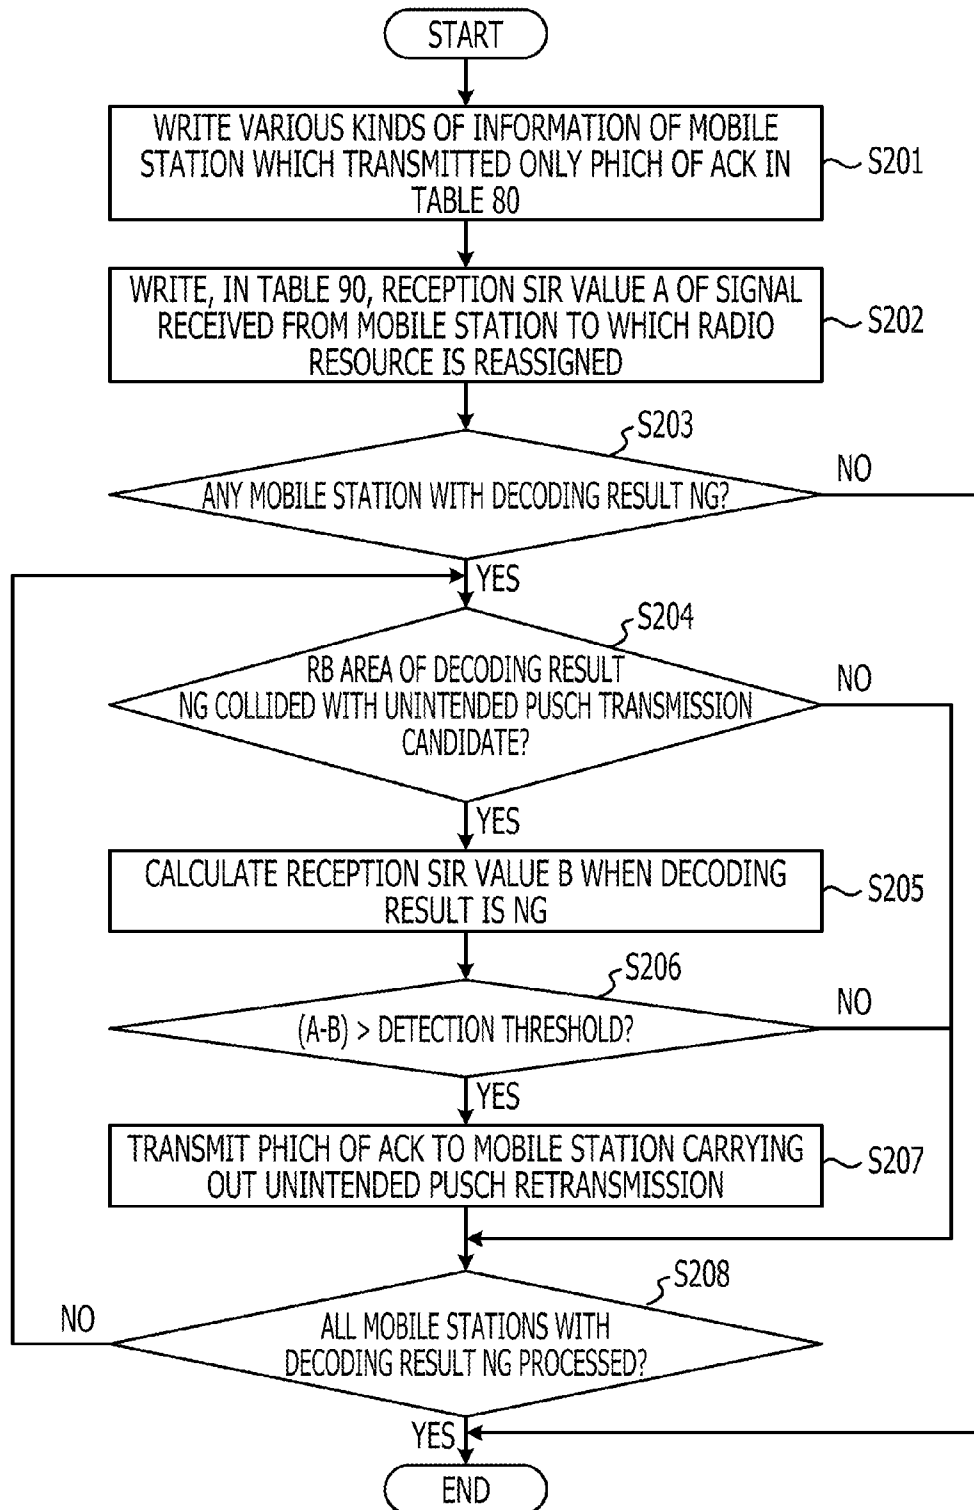 START
WRITE VARIOUS KINDS OF INFORMATION OF MOBILE
STATION WHICH TRANSMITTED ONLY PHICH OF ACK IN
TABLE 80
S201
WRITE, IN TABLE 90, RECEPTION SIR VALUE A OF SIGNAL
RECEIVED FROM MOBILE STATION TO WHICH RADIO
RESOURCE IS REASSIGNED
S202
S203
ANY MOBILE STATION WITH DECODING RESULT NG?
NO
YES
S204
RB AREA OF DECODING RESULT
NG COLLIDED WITH UNINTENDED PUSCH TRANSMISSION
CANDIDATE?
NO
YES
CALCULATE RECEPTION SIR VALUE B WHEN DECODING
RESULT IS NG
S205
S206
(A-B) > DETECTION THRESHOLD?
NO
YES
TRANSMIT PHICH OF ACK TO MOBILE STATION CARRYING
OUT UNINTENDED PUSCH RETRANSMISSION
S207
S208
NO
ALL MOBILE STATIONS WITH
DECODING RESULT NG PROCESSED?
YES
END